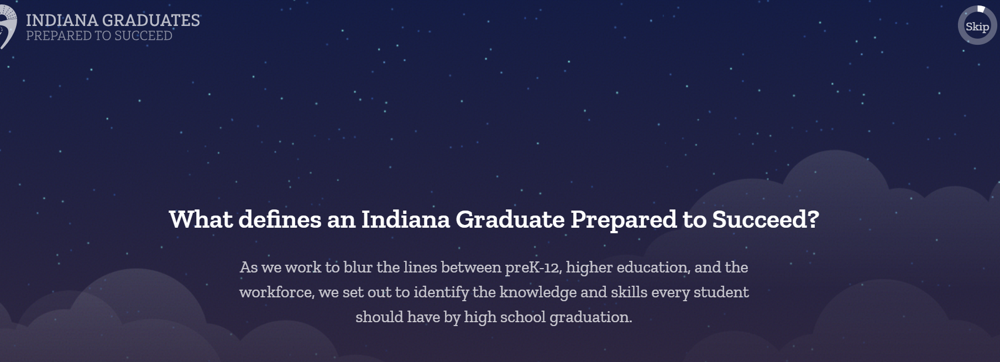 INDIANA GRADUATES
PREPARED TO SUCCEED
Skip
What defines an Indiana Graduate Prepared to Succeed?
As we work to blur the lines between preK-12, higher education, and the
workforce, we set out to identify the knowledge and skills every student
should have by high school graduation.